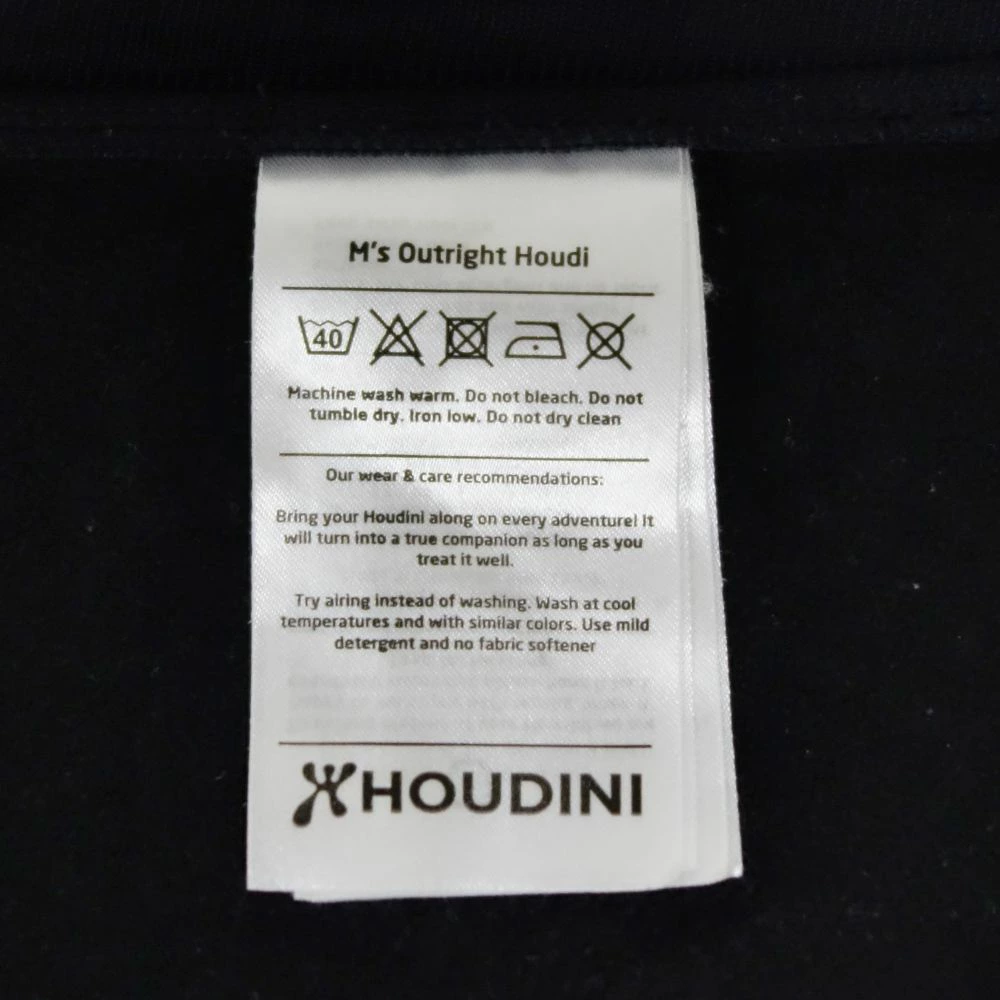 M's Outright Houdi
40
Machine wash warm. Do not bleach. Do not
tumble dry. Iron low. Do not dry clean
Our wear & care recommendations:
Bring your Houdini along on every adventure! It
will turn into a true companion as long as you
treat it well.
Try airing instead of washing. Wash at cool
temperatures and with similar colors. Use mild
detergent and no fabric softener
HOUDINI